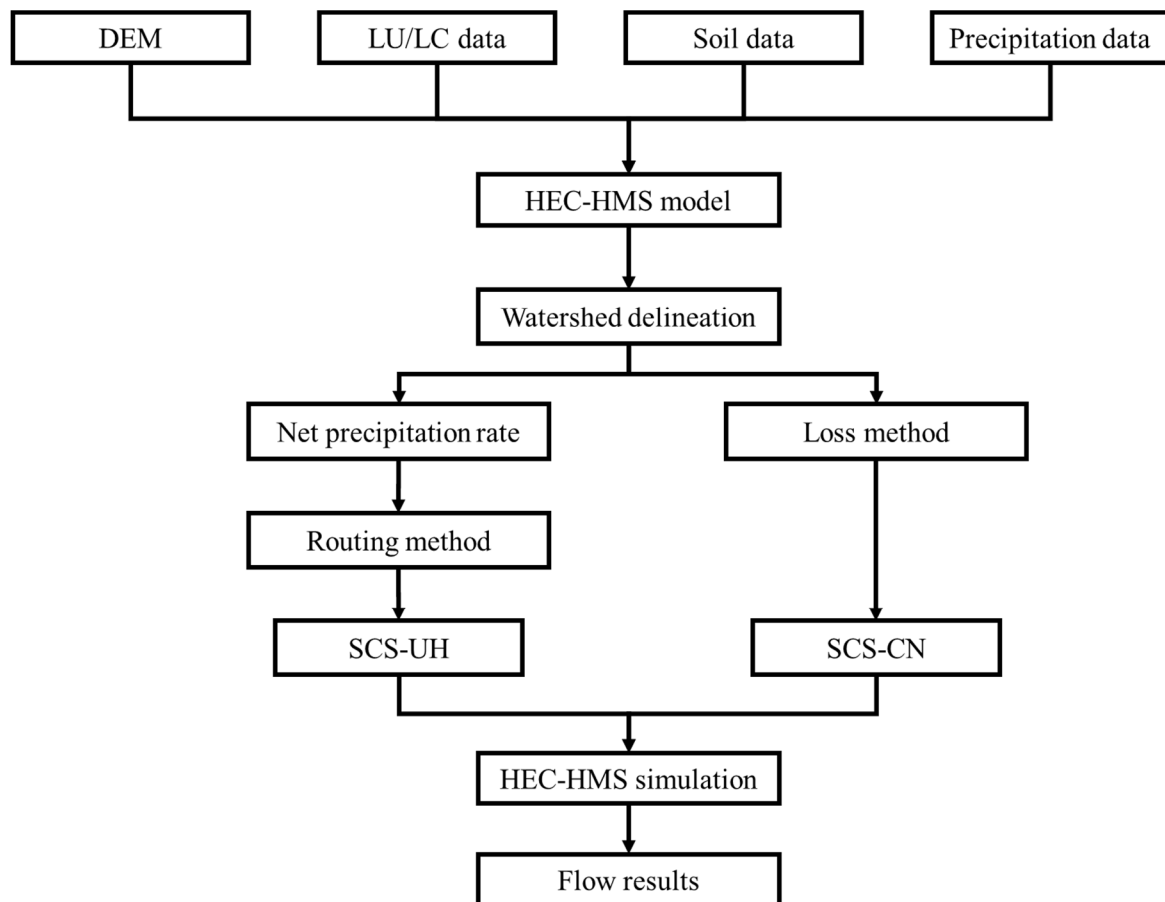 DEM
LU/LC data
Soil data
Precipitation data
HEC-HMS model
Watershed delineation
Net precipitation rate
Loss method
Routing method
SCS-UH
SCS-CN
HEC-HMS simulation
Flow results